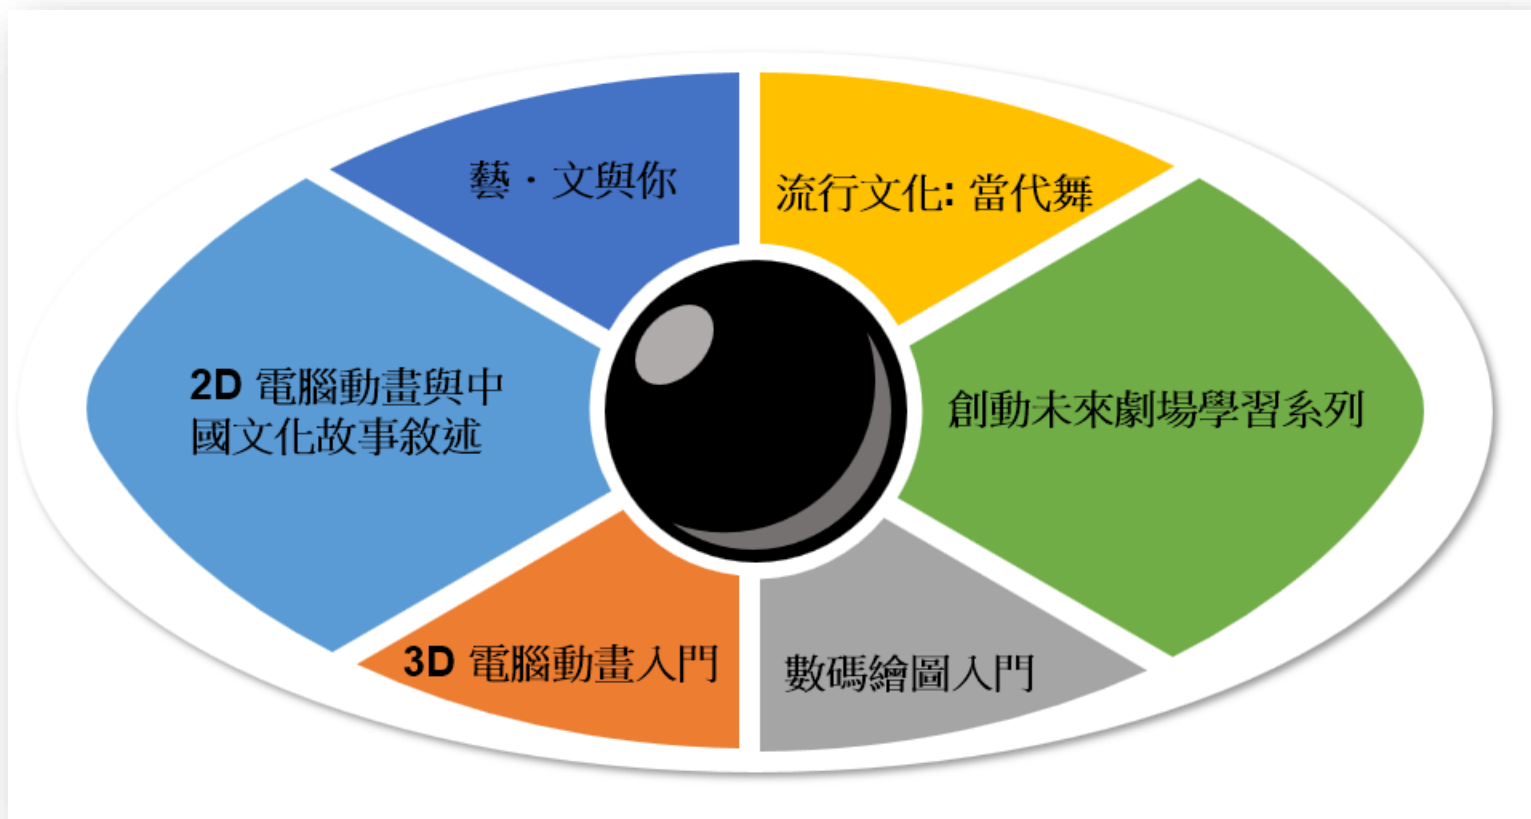 藝．文與你
流行文化: 當代舞
2D 電腦動畫與中
國文化故事敘述
創動未來劇場學習系列
3D 電腦動畫入門
數碼繪圖入門